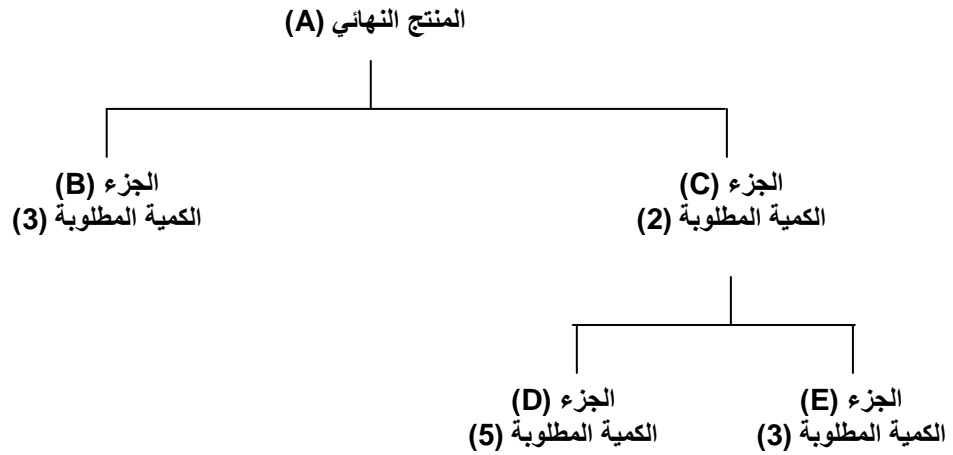 المنتج النهائي (A)
الجزء (C)
الكمية المطلوبة (2)
الجزء (B)
الكمية المطلوبة (3)
الجزء (E)
الكمية المطلوبة (3)
الجزء (D)
الكمية المطلوبة (5)